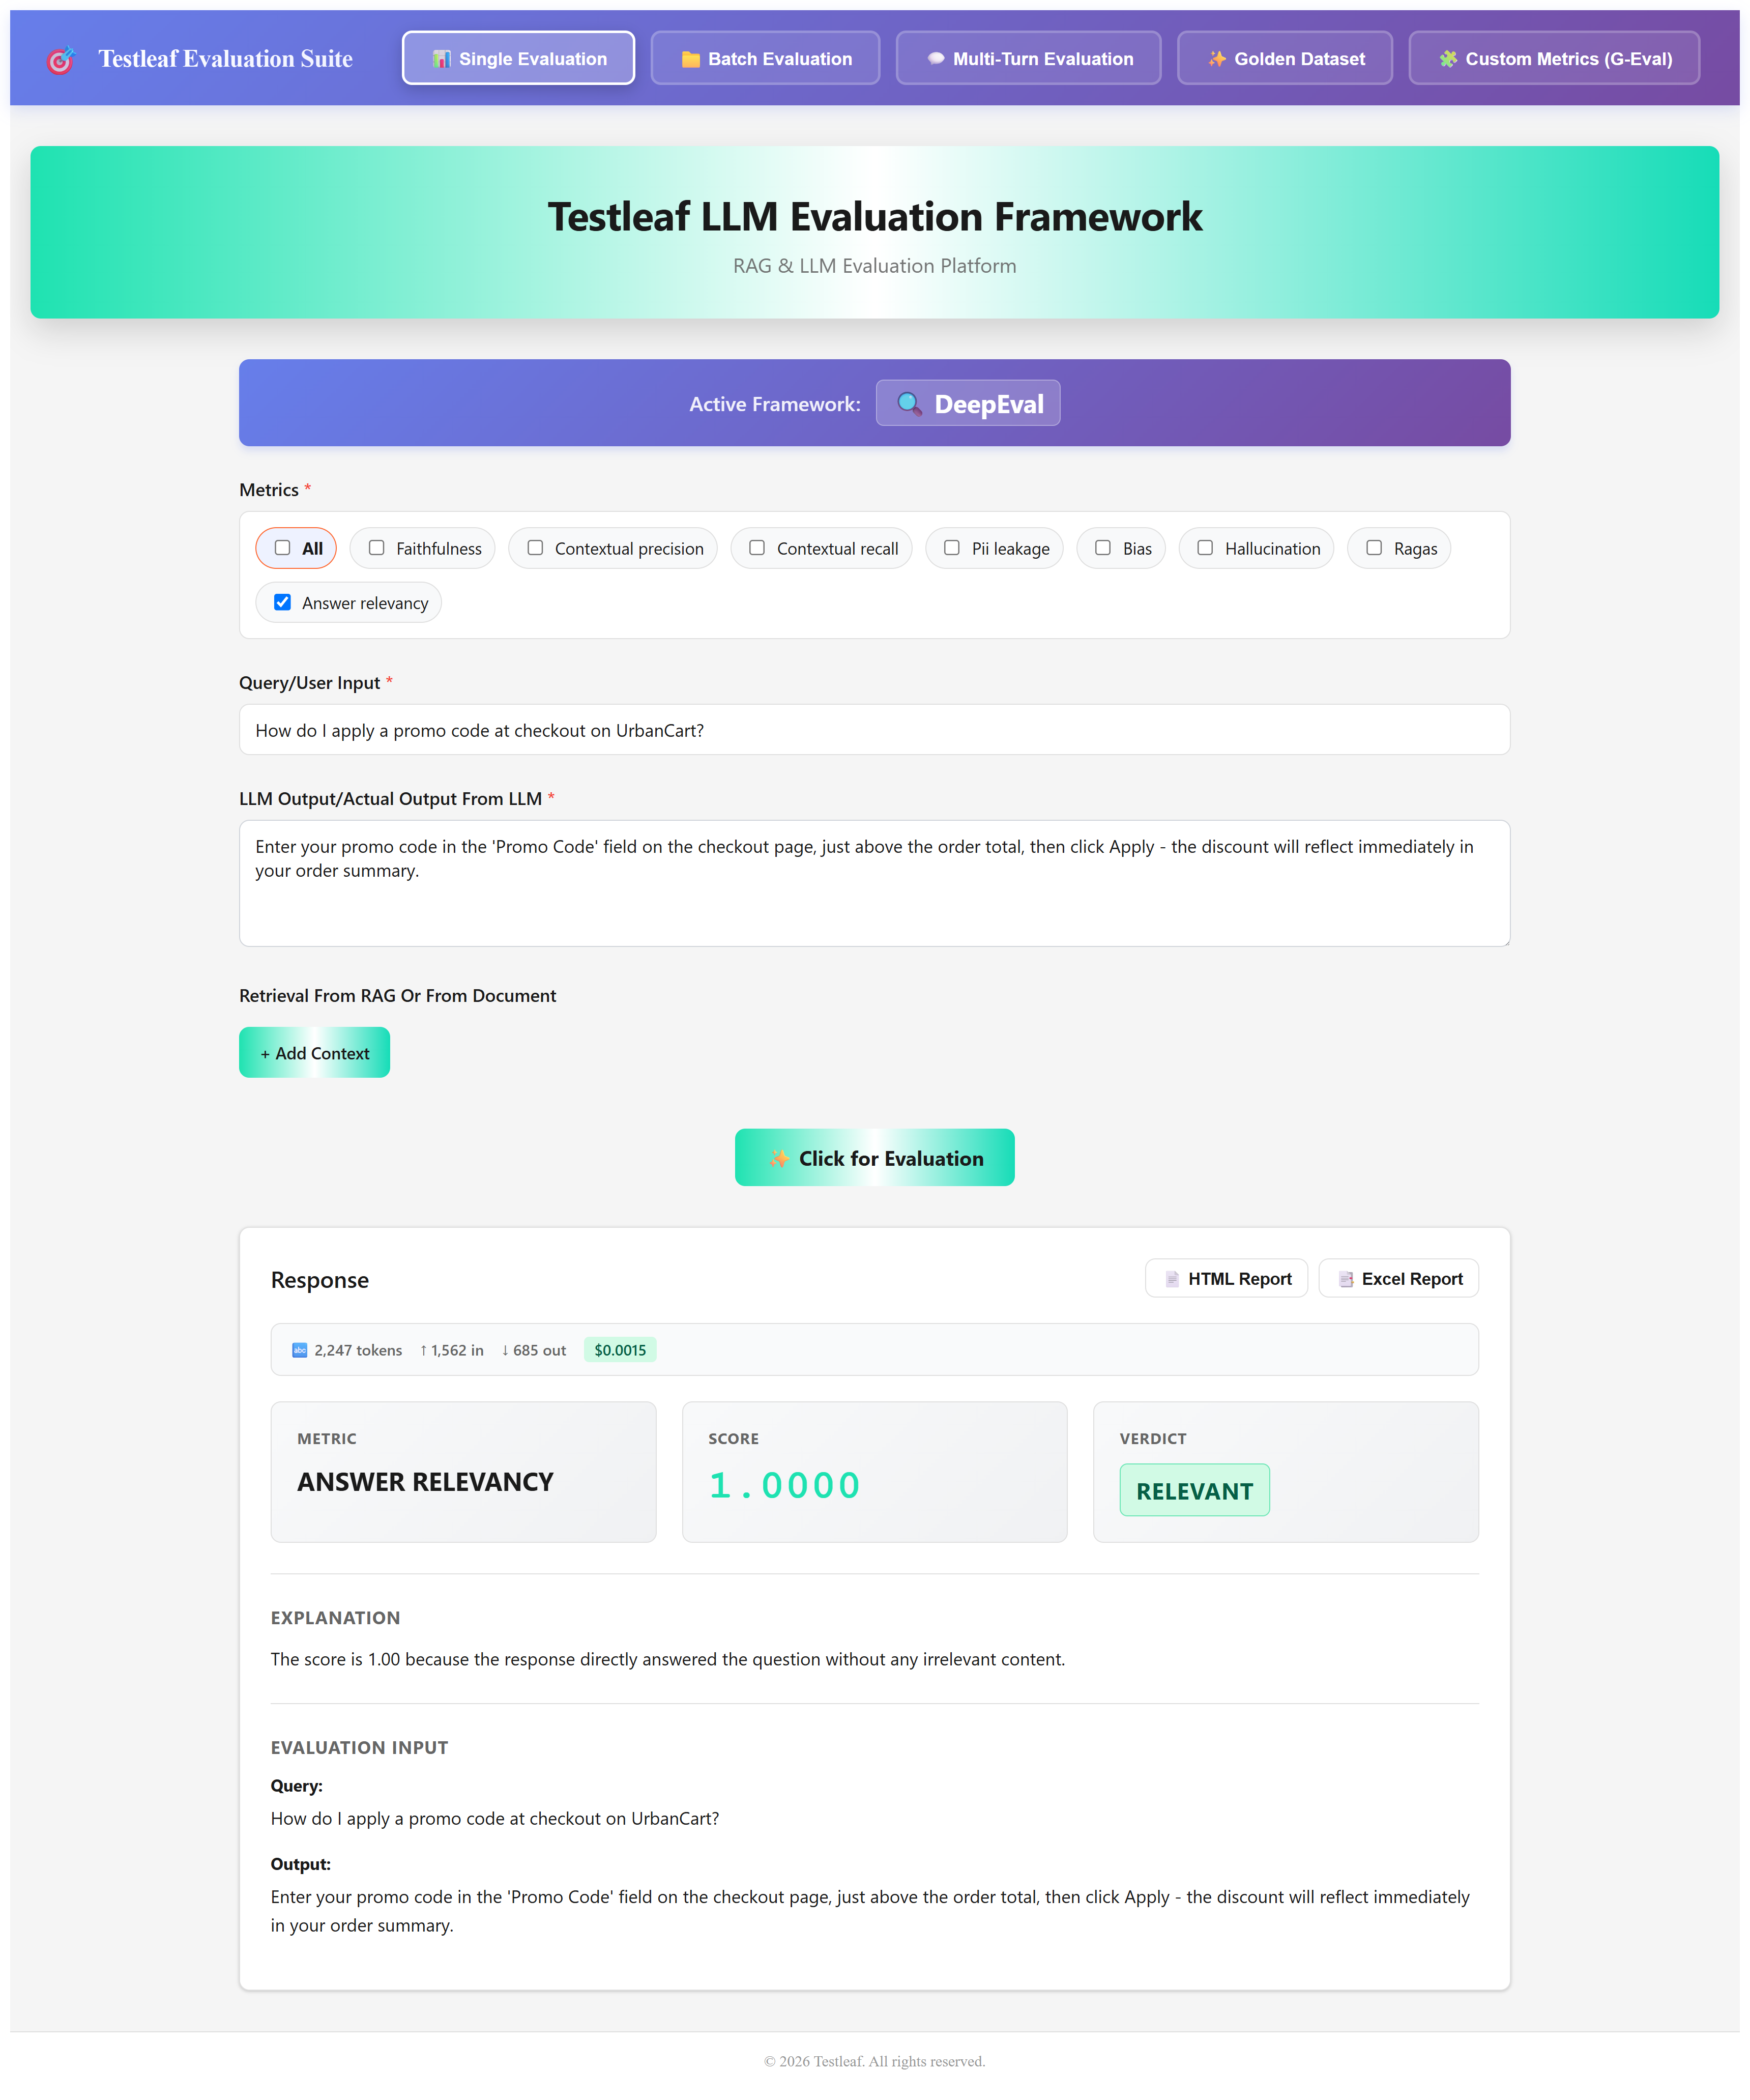 Testleaf Evaluation Suite
Single Evaluation
Batch Evaluation
Multi-Turn Evaluation
Golden Dataset
Custom Metrics (G-Eval)
Testleaf LLM Evaluation Framework
RAG & LLM Evaluation Platform
Active Framework: DeepEval
Metrics *
All
Faithfulness
Contextual precision
Contextual recall
Pii leakage
Bias
Hallucination
Ragas
Answer relevancy
Query/User Input *
How do I apply a promo code at checkout on UrbanCart?
LLM Output/Actual Output From LLM *
Enter your promo code in the 'Promo Code' field on the checkout page, just above the order total, then click Apply - the discount will reflect immediately in
your order summary.
Retrieval From RAG Or From Document
+ Add Context
Click for Evaluation
Response
HTML Report
Excel Report
abc 2,247 tokens ↑ 1,562 in ↓ 685 out $0.0015
METRIC
ANSWER RELEVANCY
SCORE
1.0000
VERDICT
RELEVANT
EXPLANATION
The score is 1.00 because the response directly answered the question without any irrelevant content.
EVALUATION INPUT
Query:
How do I apply a promo code at checkout on UrbanCart?
Output:
Enter your promo code in the 'Promo Code' field on the checkout page, just above the order total, then click Apply - the discount will reflect immediately
in your order summary.
© 2026 Testleaf. All rights reserved.